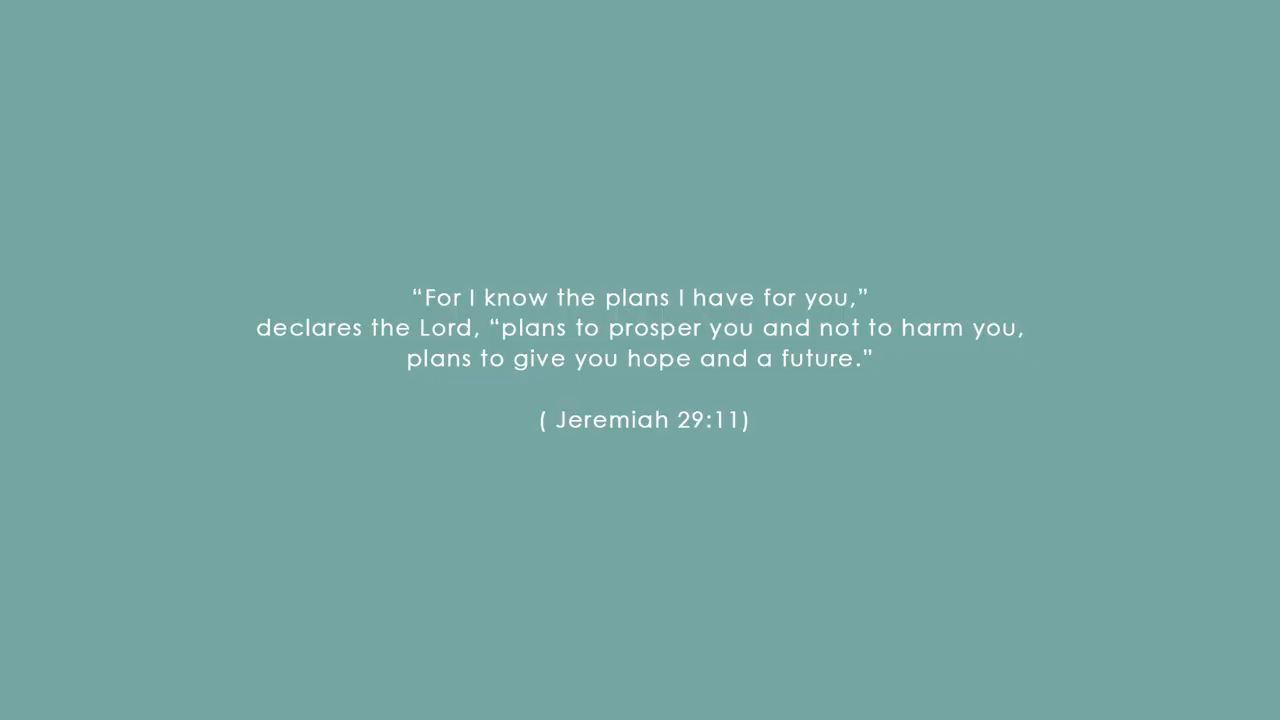 “For I know the plans I have for you,”
declares the Lord, “plans to prosper you and not to harm you,
plans to give you hope and a future.”
( Jeremiah 29:11)